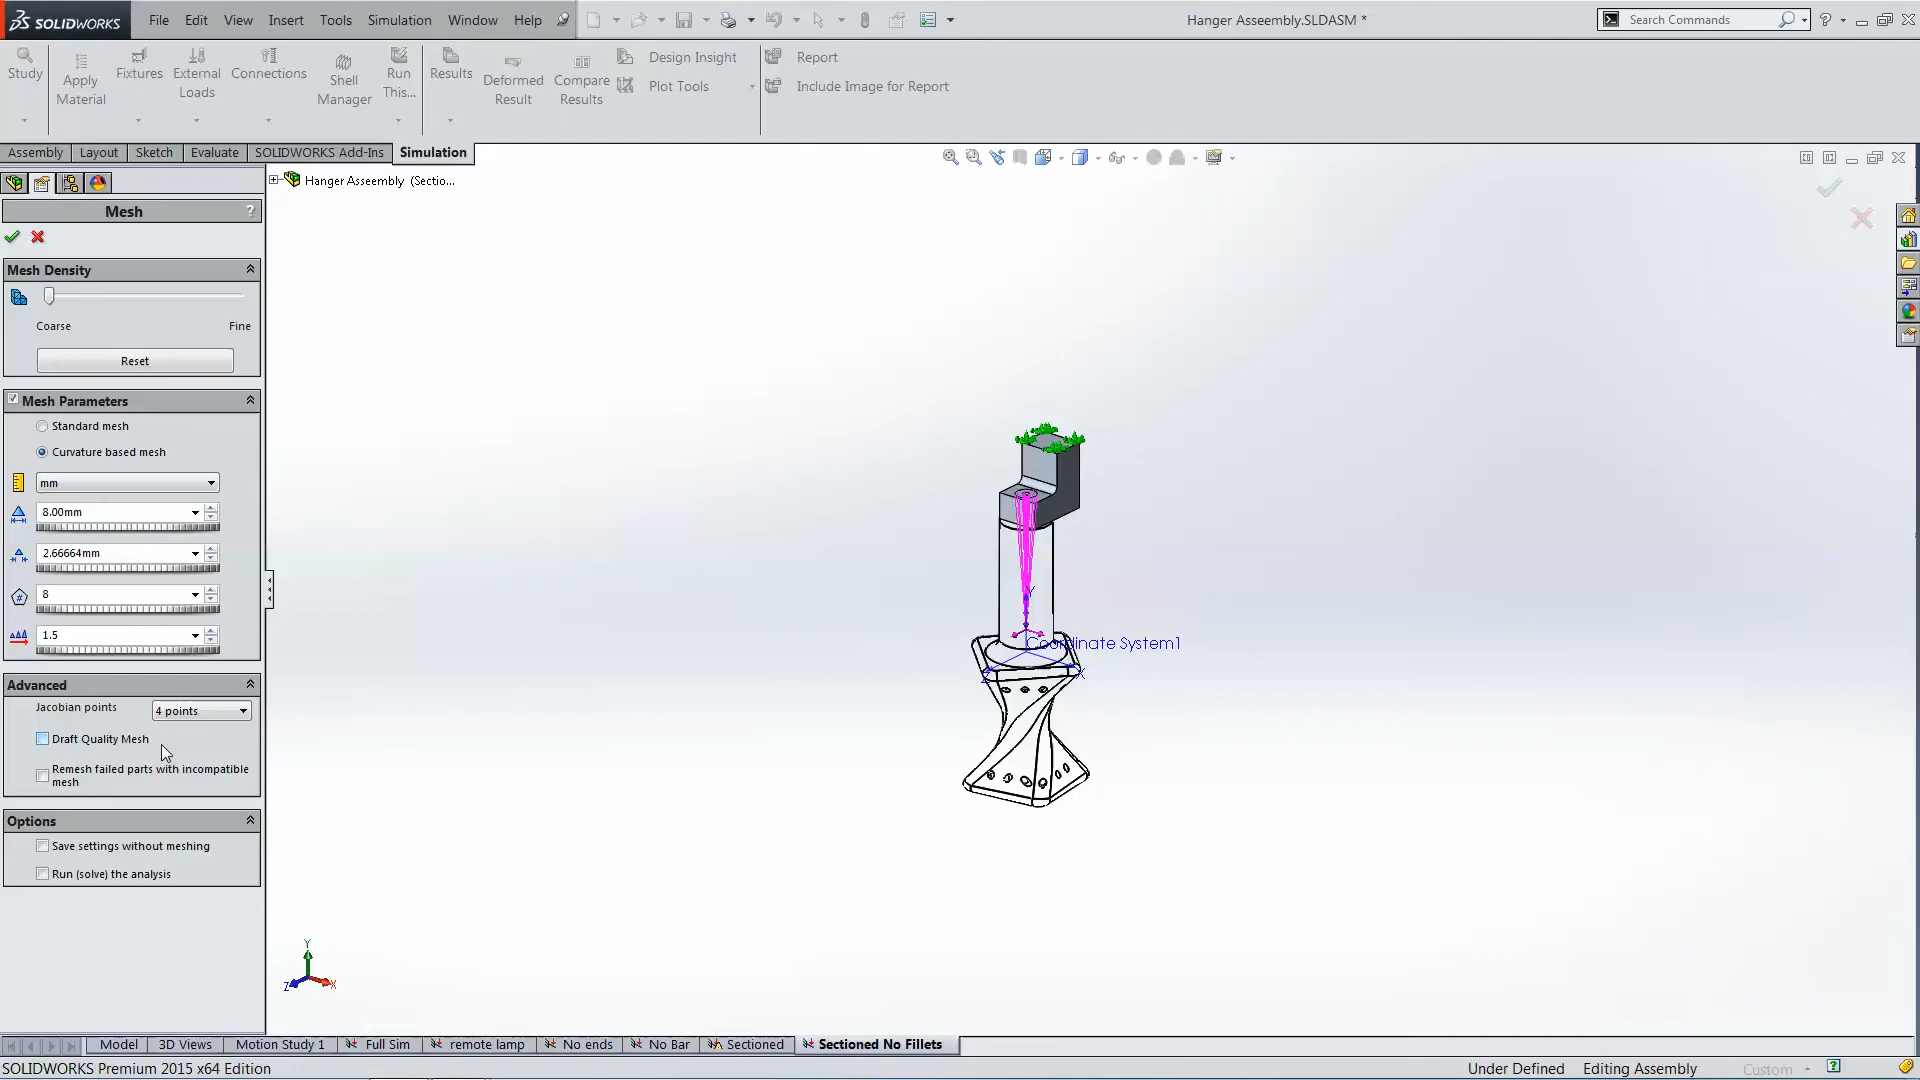 SOLIDWORKS File Edit View Insert Tools Simulation Window Help Hanger Asseembly.SLDASM * Search Commands
Study Apply Material Fixtures External Loads Connections Shell Manager Run This... Results Deformed Result Compare Results Design Insight Plot Tools Report Include Image for Report
Assembly Layout Sketch Evaluate SOLIDWORKS Add-Ins Simulation
Hanger Asseembly (Sectio...
Mesh ?
Mesh Density
Coarse Fine
Reset
Mesh Parameters
Standard mesh
Curvature based mesh
mm
8.00mm
2.66664mm
8
1.5
Advanced
Jacobian points 4 points
Draft Quality Mesh
Remesh failed parts with incompatible
mesh
Options
Save settings without meshing
Run (solve) the analysis
Y
Coordinate System1
Z X
Y
Z X
Model 3D Views Motion Study 1 Full Sim remote lamp No ends No Bar Sectioned Sectioned No Fillets
SOLIDWORKS Premium 2015 x64 Edition Under Defined Editing Assembly Custom